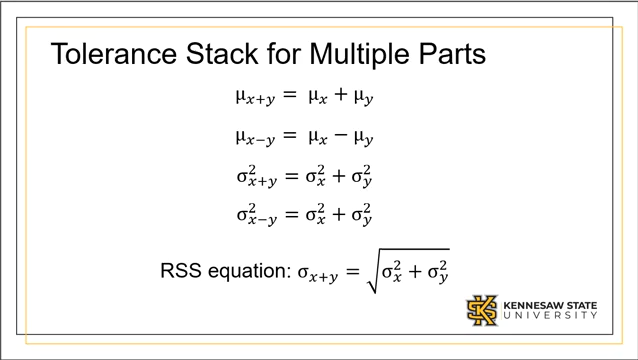 Tolerance Stack for Multiple Parts
μ_{x+y} = μ_x + μ_y
μ_{x−y} = μ_x − μ_y
σ²_{x+y} = σ²_x + σ²_y
σ²_{x−y} = σ²_x + σ²_y
RSS equation: σ_{x+y} = √(σ²_x + σ²_y)
KENNESAW STATE
UNIVERSITY